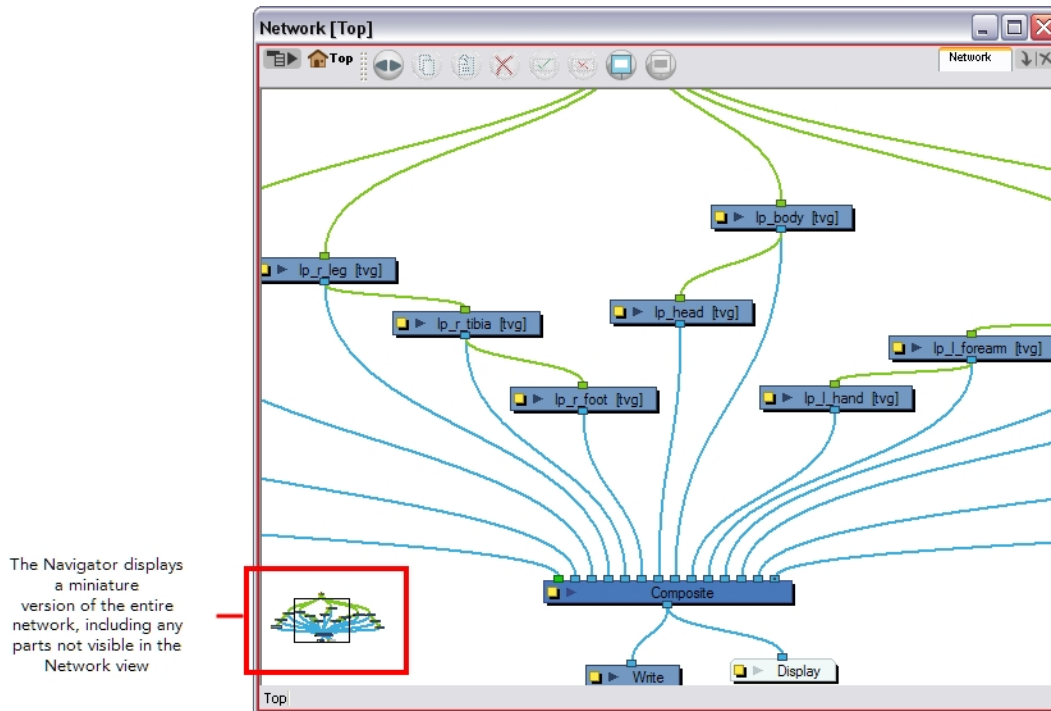 Network [Top]
Top
Network
lp_body [tvg]
lp_r_leg [tvg]
lp_head [tvg]
lp_r_tibia [tvg]
lp_l_forearm [tvg]
lp_r_foot [tvg]
lp_l_hand [tvg]
The Navigator displays
a miniature
version of the entire
network, including any
parts not visible in the
Network view
Composite
Write
Display
Top